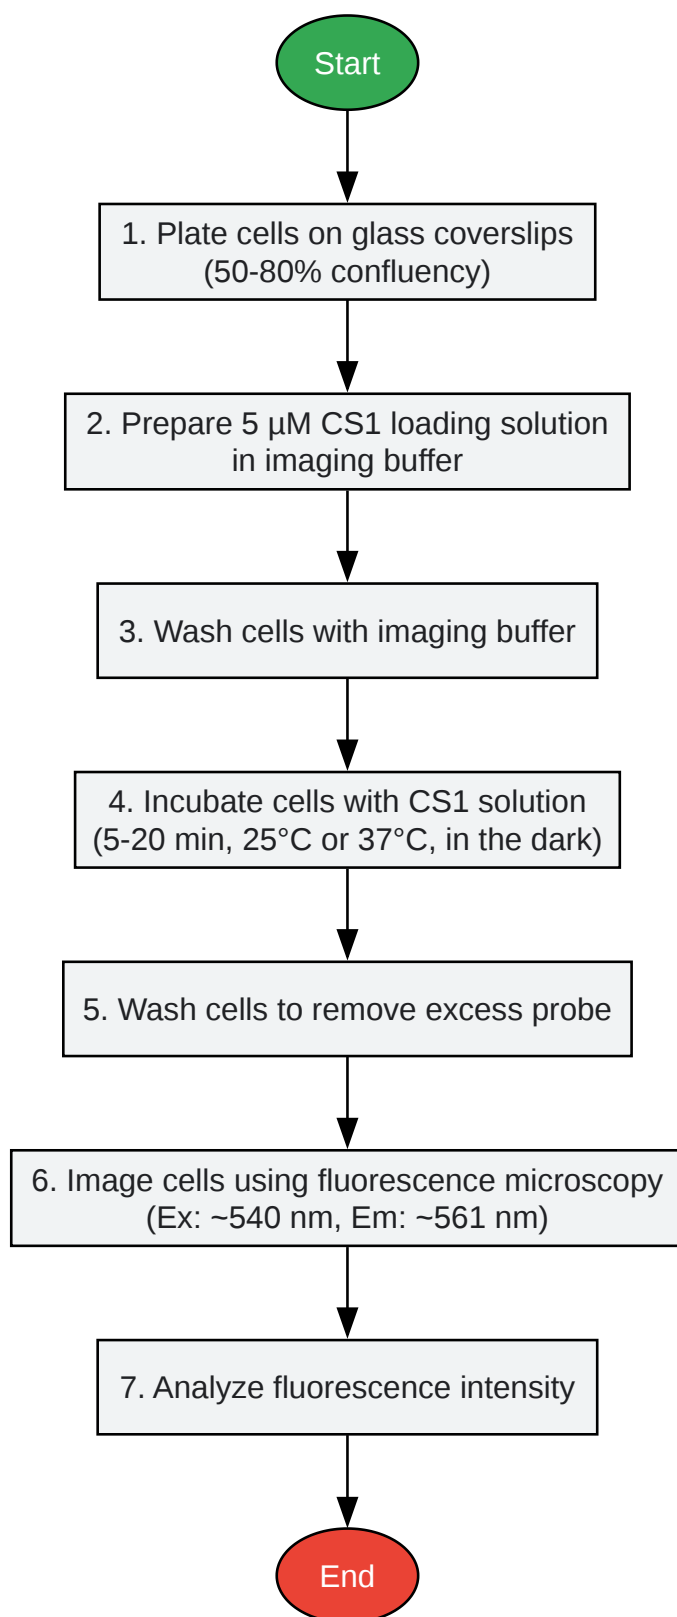 Start
1. Plate cells on glass coverslips
(50-80% confluency)
2. Prepare 5 µM CS1 loading solution
in imaging buffer
3. Wash cells with imaging buffer
4. Incubate cells with CS1 solution
(5-20 min, 25°C or 37°C, in the dark)
5. Wash cells to remove excess probe
6. Image cells using fluorescence microscopy
(Ex: ~540 nm, Em: ~561 nm)
7. Analyze fluorescence intensity
End